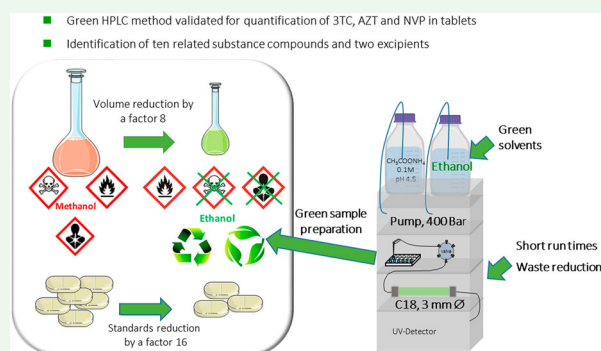 Green HPLC method validated for quantification of 3TC, AZT and NVP in tablets
Identification of ten related substance compounds and two excipients
Volume reduction by
a factor 8
Methanol
Ethanol
Green sample
preparation
Standards reduction
by a factor 16
CH₃COONH₄
0.1M
pH 4.5
Ethanol
Green
solvents
Pump, 400 Bar
Short run times
Waste reduction
C18, 3 mm Ø
UV-Detector